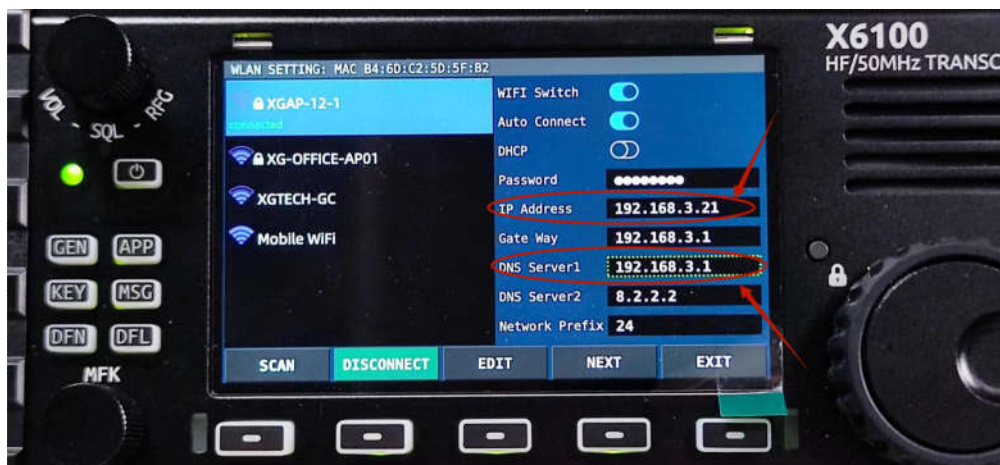 X6100
HF/50MHz TRANSC
VOL
SQL
RFG
WLAN SETTING: MAC B4:6D:C2:5D:5F:B2
XGAP-12-1
connected
XG-OFFICE-AP01
XGTECH-GC
Mobile WiFi
WIFI Switch
Auto Connect
DHCP
Password
IP Address 192.168.3.21
Gate Way 192.168.3.1
DNS Server1 192.168.3.1
DNS Server2 8.2.2.2
Network Prefix 24
SCAN DISCONNECT EDIT NEXT EXIT
GEN APP
KEY MSG
DFN DFL
MFK